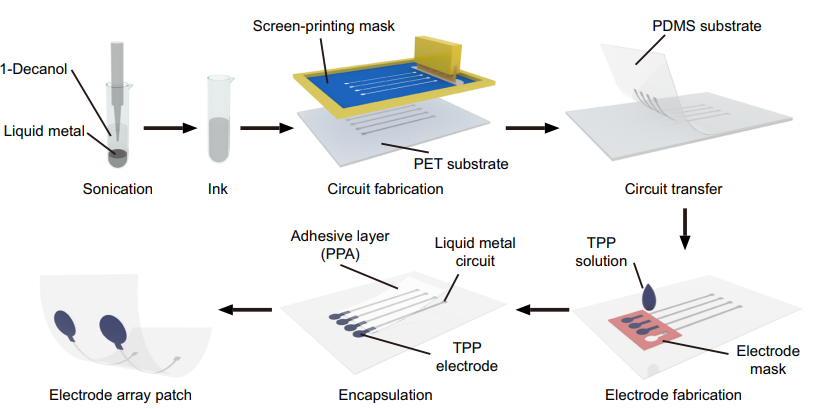 Screen-printing mask
PDMS substrate
1-Decanol
Liquid metal
PET substrate
Sonication
Ink
Circuit fabrication
Circuit transfer
Adhesive layer
(PPA)
Liquid metal
circuit
TPP
solution
TPP
electrode
Electrode
mask
Electrode array patch
Encapsulation
Electrode fabrication